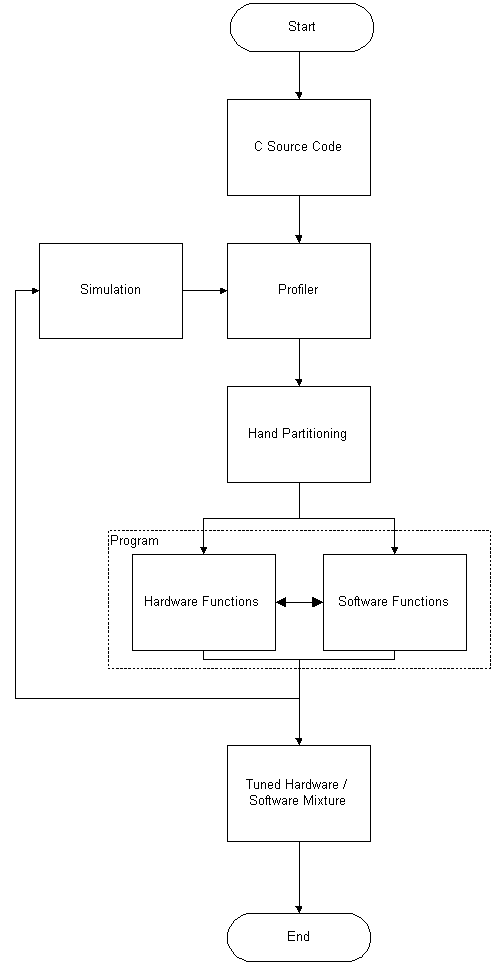 Start
C Source Code
Simulation
Profiler
Hand Partitioning
Program
Hardware Functions
Software Functions
Tuned Hardware /
Software Mixture
End